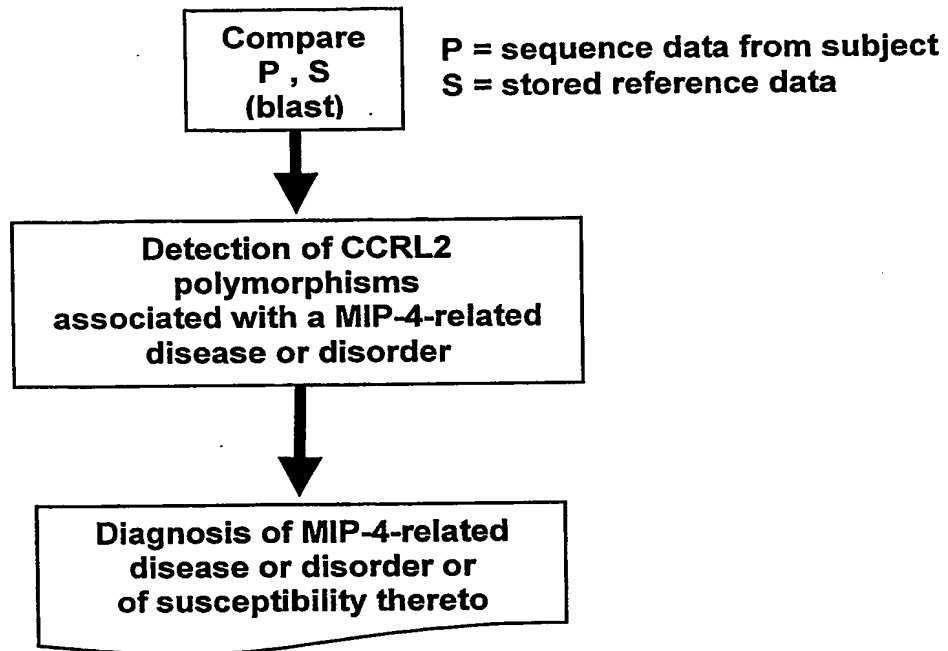 Compare
P , S
(blast)
P = sequence data from subject
S = stored reference data
Detection of CCRL2
polymorphisms
associated with a MIP-4-related
disease or disorder
Diagnosis of MIP-4-related
disease or disorder or
of susceptibility thereto